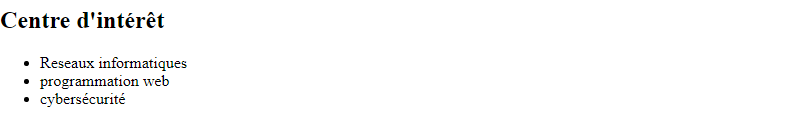 Centre d'intérêt
Reseaux informatiques
programmation web
cybersécurité